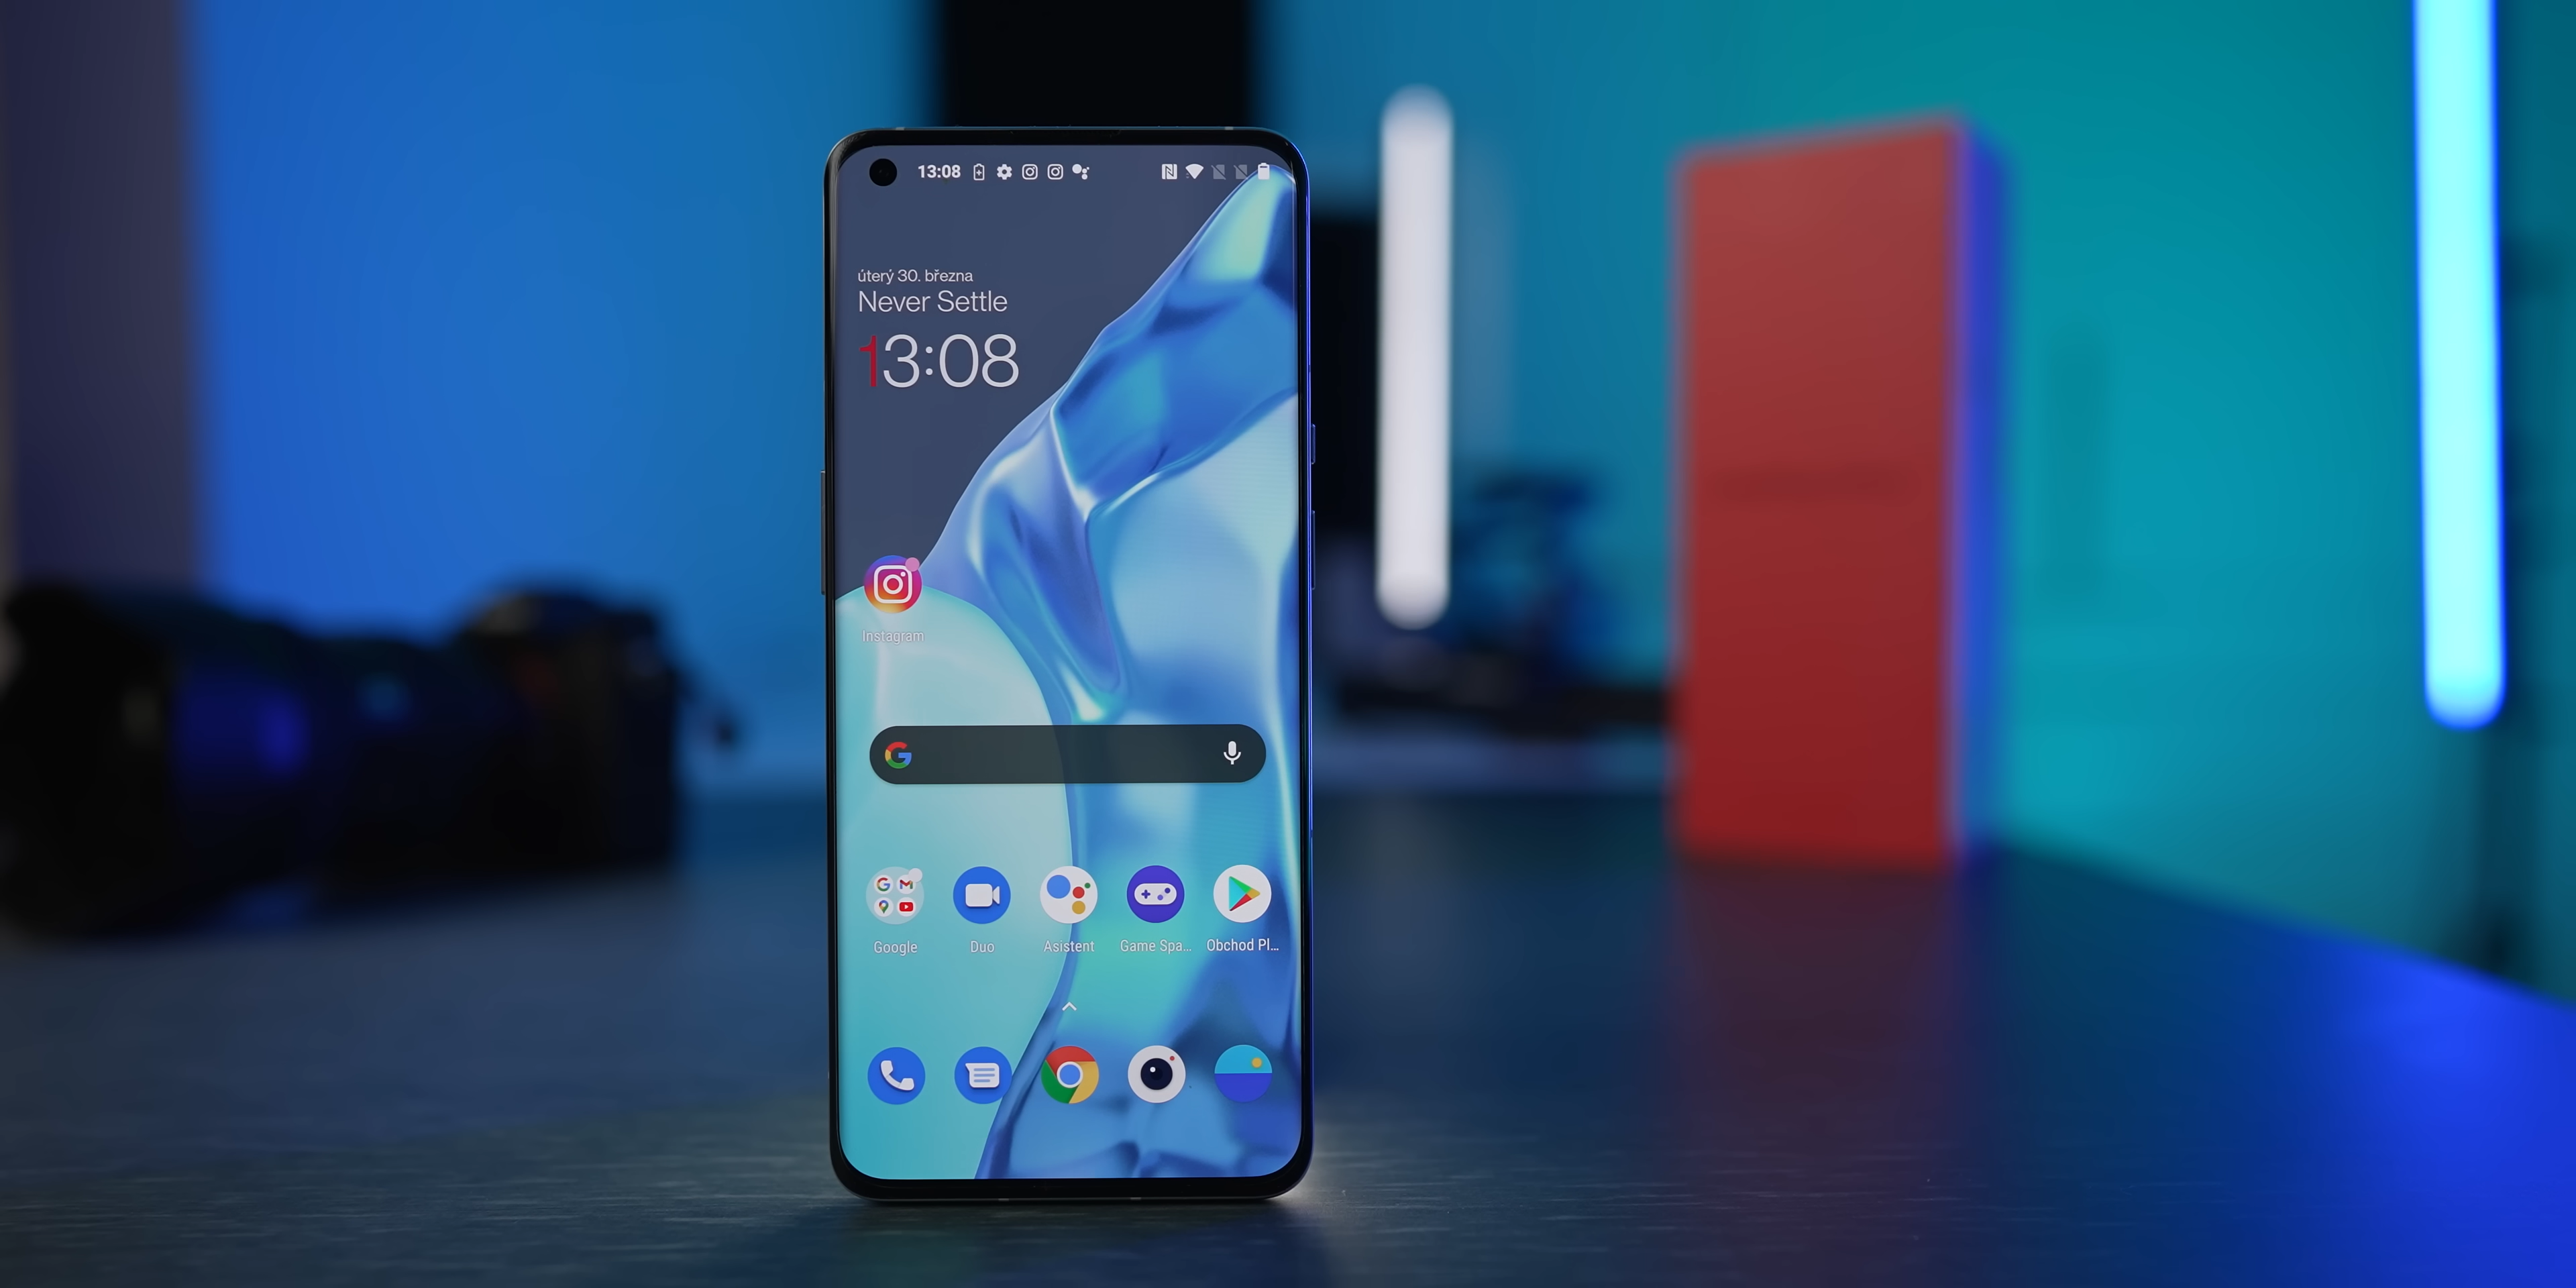 13:08
úterý 30. března
Never Settle
13:08
Instagram
Google
Duo
Asistent
Game Spa...
Obchod Pl...